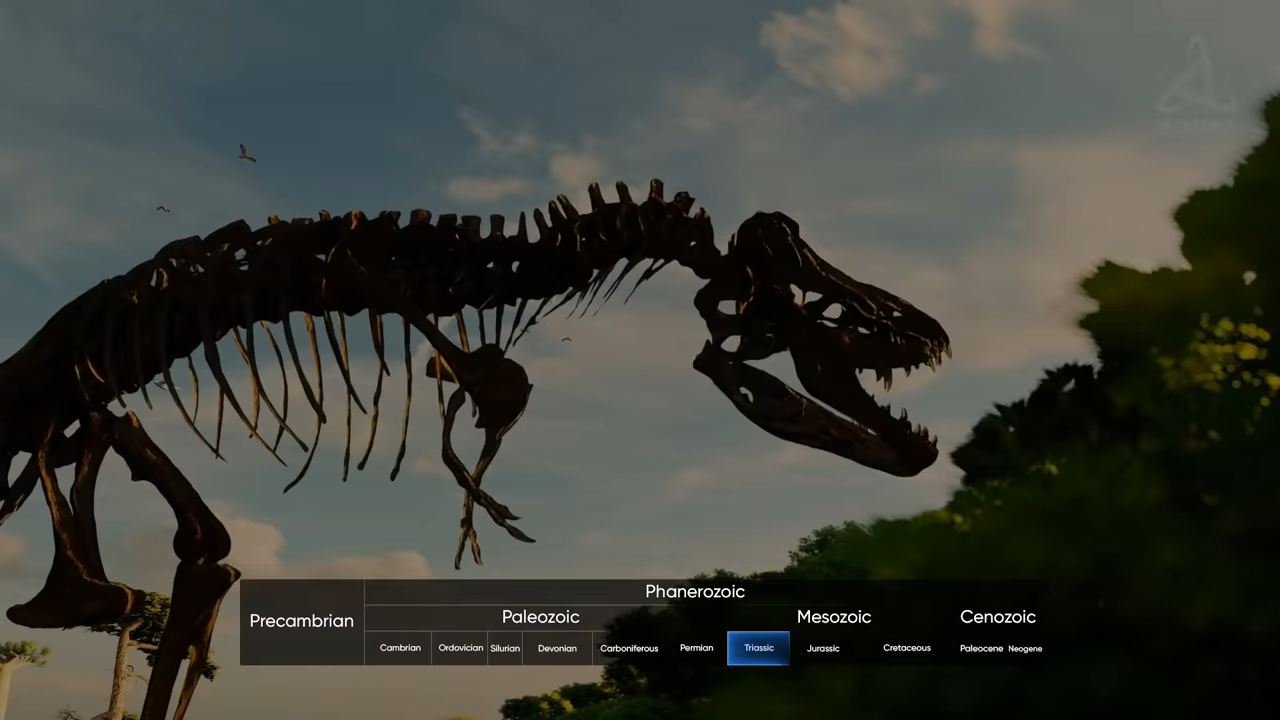 Phanerozoic
Precambrian
Paleozoic Mesozoic Cenozoic
Cambrian Ordovician Silurian Devonian Carboniferous Permian Triassic Jurassic Cretaceous Paleocene Neogene